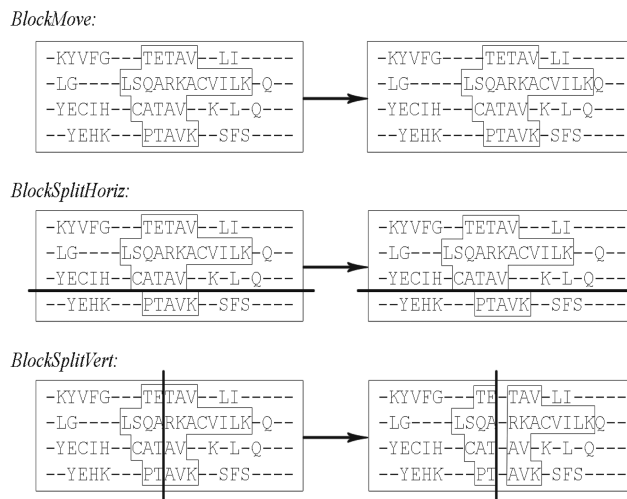 BlockMove:
-KYVFG---TETAV--LI----- -KYVFG----TETAV-LI-----
-LG----LSQARKACVILK-Q-- -LG-----LSQARKACVILKQ--
-YECIH--CATAV--K-L-Q--- -YECIH---CATAV-K-L-Q---
--YEHK---PTAVK--SFS---- --YEHK----PTAVK-SFS----
BlockSplitHoriz:
-KYVFG---TETAV--LI----- -KYVFG--TETAV---LI-----
-LG----LSQARKACVILK-Q-- -LG---LSQARKACVILK--Q--
-YECIH--CATAV--K-L-Q--- -YECIH-CATAV---K-L-Q---
--YEHK---PTAVK--SFS---- --YEHK---PTAVK--SFS----
BlockSplitVert:
-KYVFG---TETAV--LI----- -KYVFG---TE-TAV-LI-----
-LG----LSQARKACVILK-Q-- -LG----LSQA-RKACVILKQ--
-YECIH--CATAV--K-L-Q--- -YECIH--CAT-AV-K-L-Q---
--YEHK---PTAVK--SFS---- --YEHK---PT-AVK-SFS----